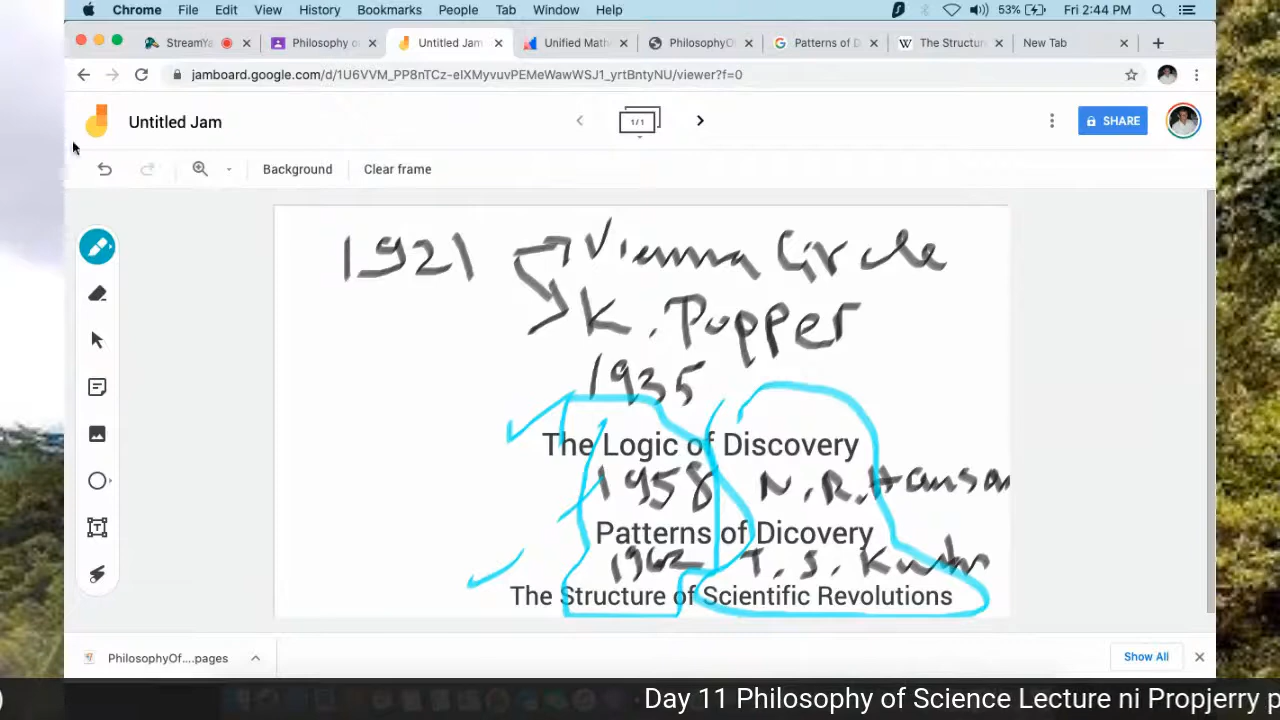 Chrome File Edit View History Bookmarks People Tab Window Help 53% Fri 2:44 PM
StreamYa Philosophy o Untitled Jam Unified Math PhilosophyO Patterns of D The Structur New Tab
jamboard.google.com/d/1U6VVM_PP8nTCz-eIXMyvuvPEMeWawWSJ1_yrtBntyNU/viewer?f=0
Untitled Jam 1/1 SHARE
Background Clear frame
1921 Vienna Circle
K. Popper
1935
The Logic of Discovery
1958 N. R. Hanson
Patterns of Dicovery
1962 T. S. Kuhn
The Structure of Scientific Revolutions
PhilosophyOf....pages Show All
Day 11 Philosophy of Science Lecture ni Propjerry p